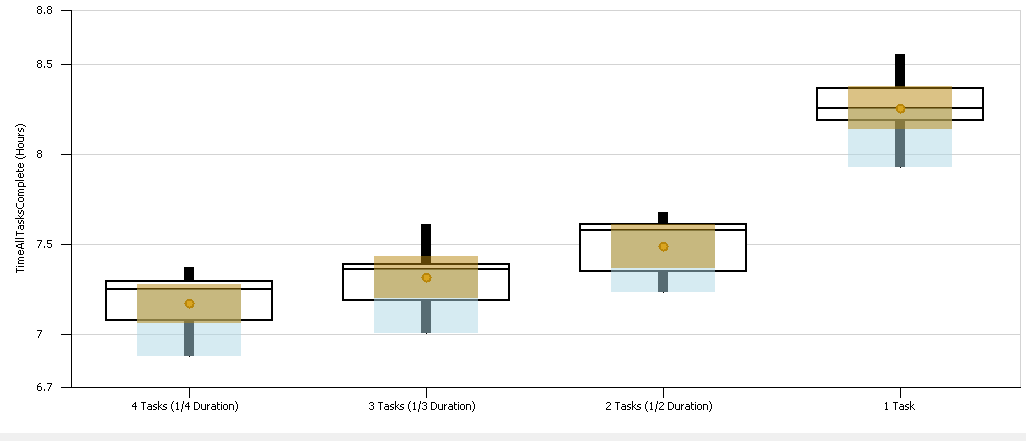 8.8
8.5
8
7.5
7
6.7
TimeAllTasksComplete (Hours)
4 Tasks (1/4 Duration)
3 Tasks (1/3 Duration)
2 Tasks (1/2 Duration)
1 Task